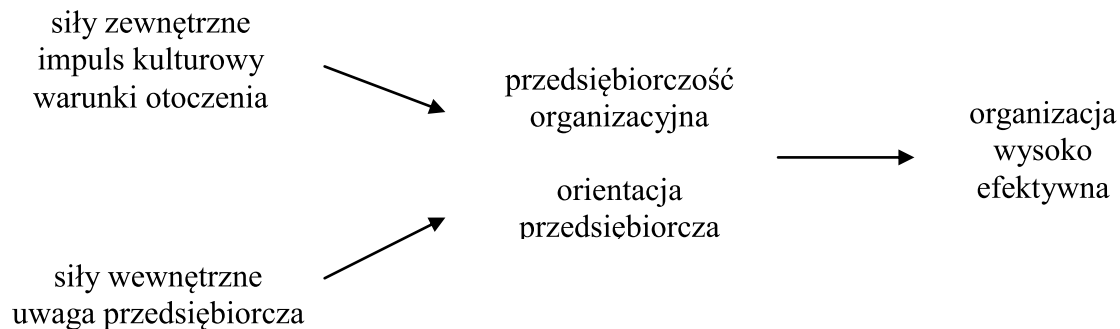 siły zewnętrzne
impuls kulturowy
warunki otoczenia
przedsiębiorczość
organizacyjna
orientacja
przedsiębiorcza
organizacja
wysoko
efektywna
siły wewnętrzne
uwaga przedsiębiorcza